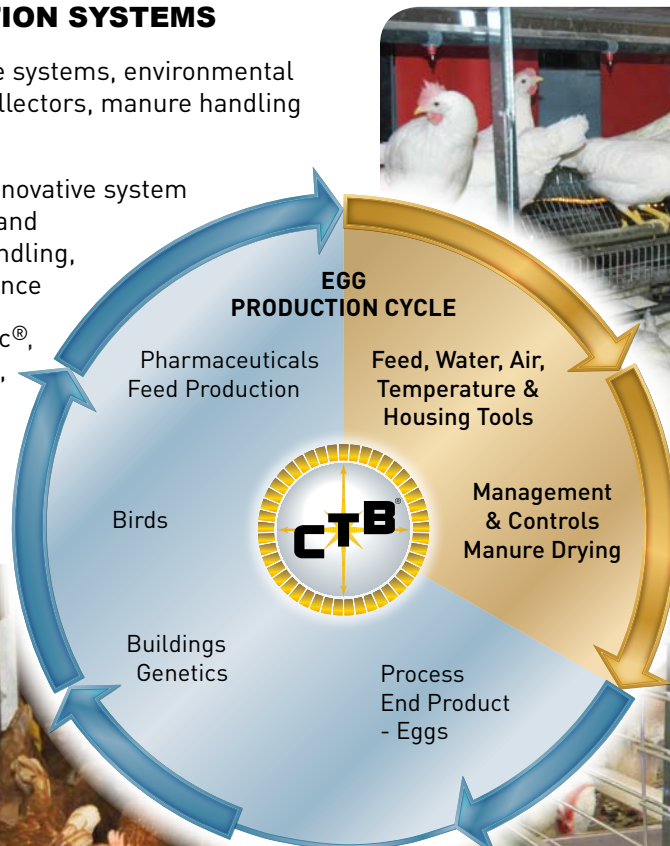 TION SYSTEMS
e systems, environmental
llectors, manure handling
nnovative system
and
ndling,
nce
c®,
,
EGG
PRODUCTION CYCLE
Pharmaceuticals
Feed Production
Feed, Water, Air,
Temperature &
Housing Tools
Birds
CTB®
Management
& Controls
Manure Drying
Buildings
Genetics
Process
End Product
- Eggs